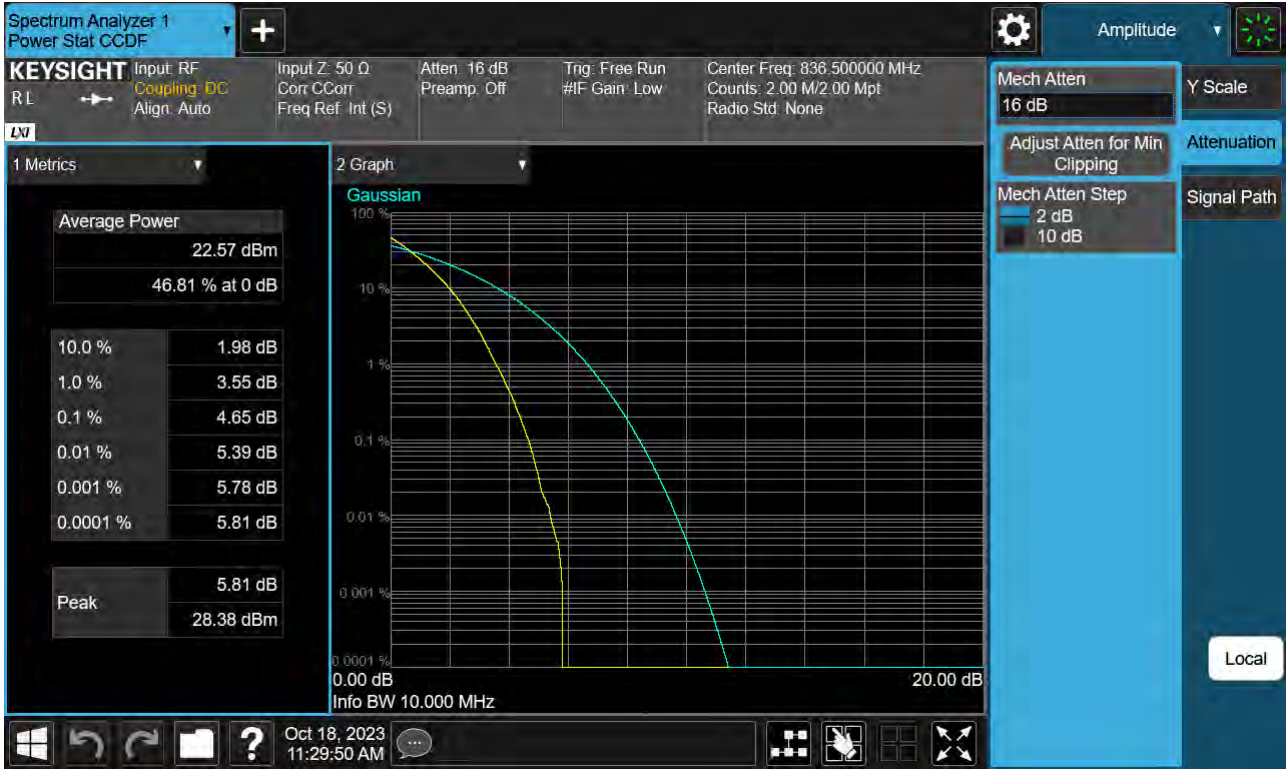 Spectrum Analyzer 1
Power Stat CCDF
+
Amplitude
KEYSIGHT
RL
LXI
Input: RF
Coupling: DC
Align: Auto
Input Z: 50 Ω
Corr CCorr
Freq Ref: Int (S)
Atten: 16 dB
Preamp: Off
Trig: Free Run
#IF Gain: Low
Center Freq: 836.500000 MHz
Counts: 2.00 M/2.00 Mpt
Radio Std: None
1 Metrics
Average Power
22.57 dBm
46.81 % at 0 dB
10.0 % 1.98 dB
1.0 % 3.55 dB
0.1 % 4.65 dB
0.01 % 5.39 dB
0.001 % 5.78 dB
0.0001 % 5.81 dB
Peak
5.81 dB
28.38 dBm
2 Graph
Gaussian
100 %
10 %
1 %
0.1 %
0.01 %
0.001 %
0.0001 %
0.00 dB
20.00 dB
Info BW 10.000 MHz
Mech Atten
16 dB
Adjust Atten for Min
Clipping
Mech Atten Step
2 dB
10 dB
Y Scale
Attenuation
Signal Path
Local
?
Oct 18, 2023
11:29:50 AM